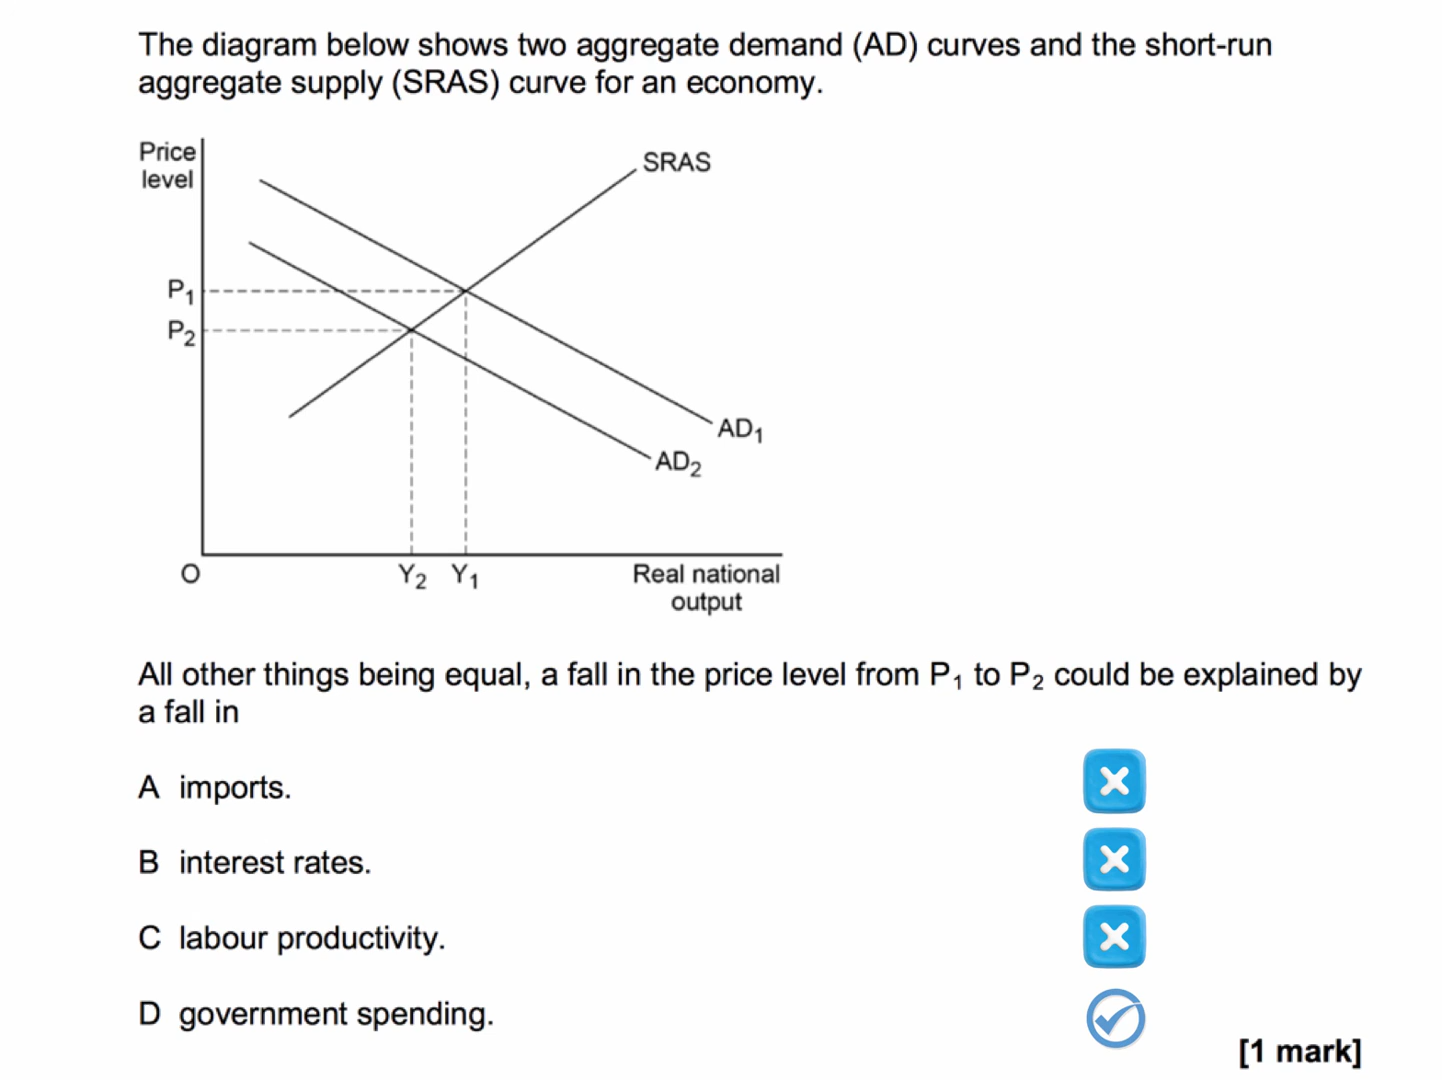 The diagram below shows two aggregate demand (AD) curves and the short-run
aggregate supply (SRAS) curve for an economy.
Price
level
SRAS
P₁
P₂
AD₁
AD₂
O
Y₂
Y₁
Real national
output
All other things being equal, a fall in the price level from P₁ to P₂ could be explained by
a fall in
A imports.
B interest rates.
C labour productivity.
D government spending.
[1 mark]